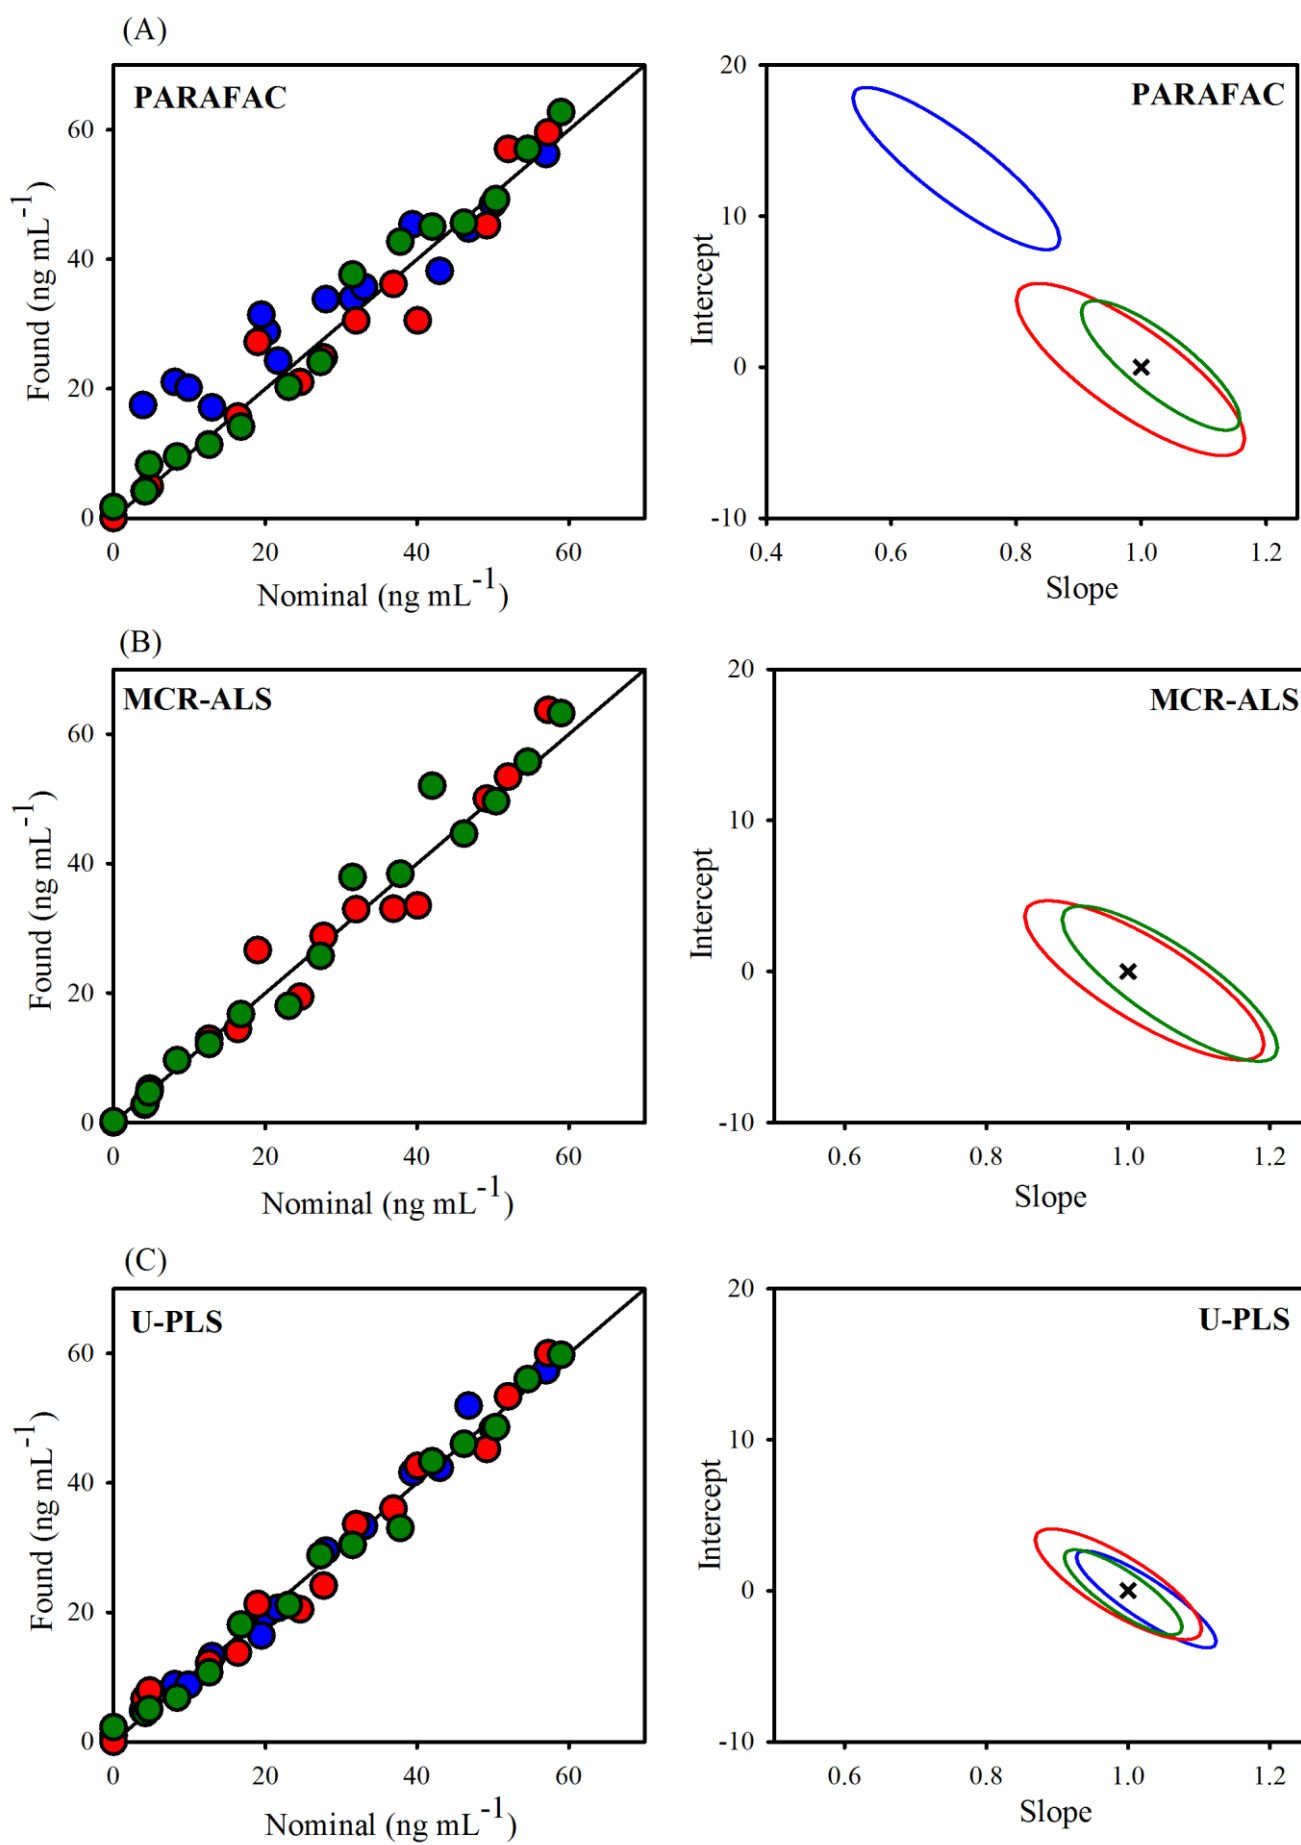 (A)
PARAFAC
60
40
20
0
0 20 40 60
Found (ng mL⁻¹)
Nominal (ng mL⁻¹)
PARAFAC
20
10
0
-10
0.4 0.6 0.8 1.0 1.2
Intercept
Slope
(B)
MCR-ALS
60
40
20
0
0 20 40 60
Found (ng mL⁻¹)
Nominal (ng mL⁻¹)
MCR-ALS
20
10
0
-10
0.6 0.8 1.0 1.2
Intercept
Slope
(C)
U-PLS
60
40
20
0
0 20 40 60
Found (ng mL⁻¹)
Nominal (ng mL⁻¹)
U-PLS
20
10
0
-10
0.6 0.8 1.0 1.2
Intercept
Slope